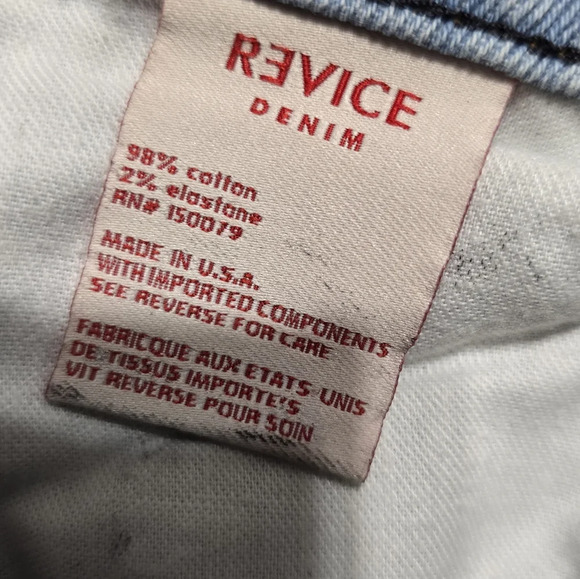 REVICE
DENIM
98% cotton
2% elastane
RN# 150079
MADE IN U.S.A.
WITH IMPORTED COMPONENTS
SEE REVERSE FOR CARE
FABRICQUE AUX ETATS-UNIS
DE TISSUS IMPORTE'S
VIT REVERSE POUR SOIN